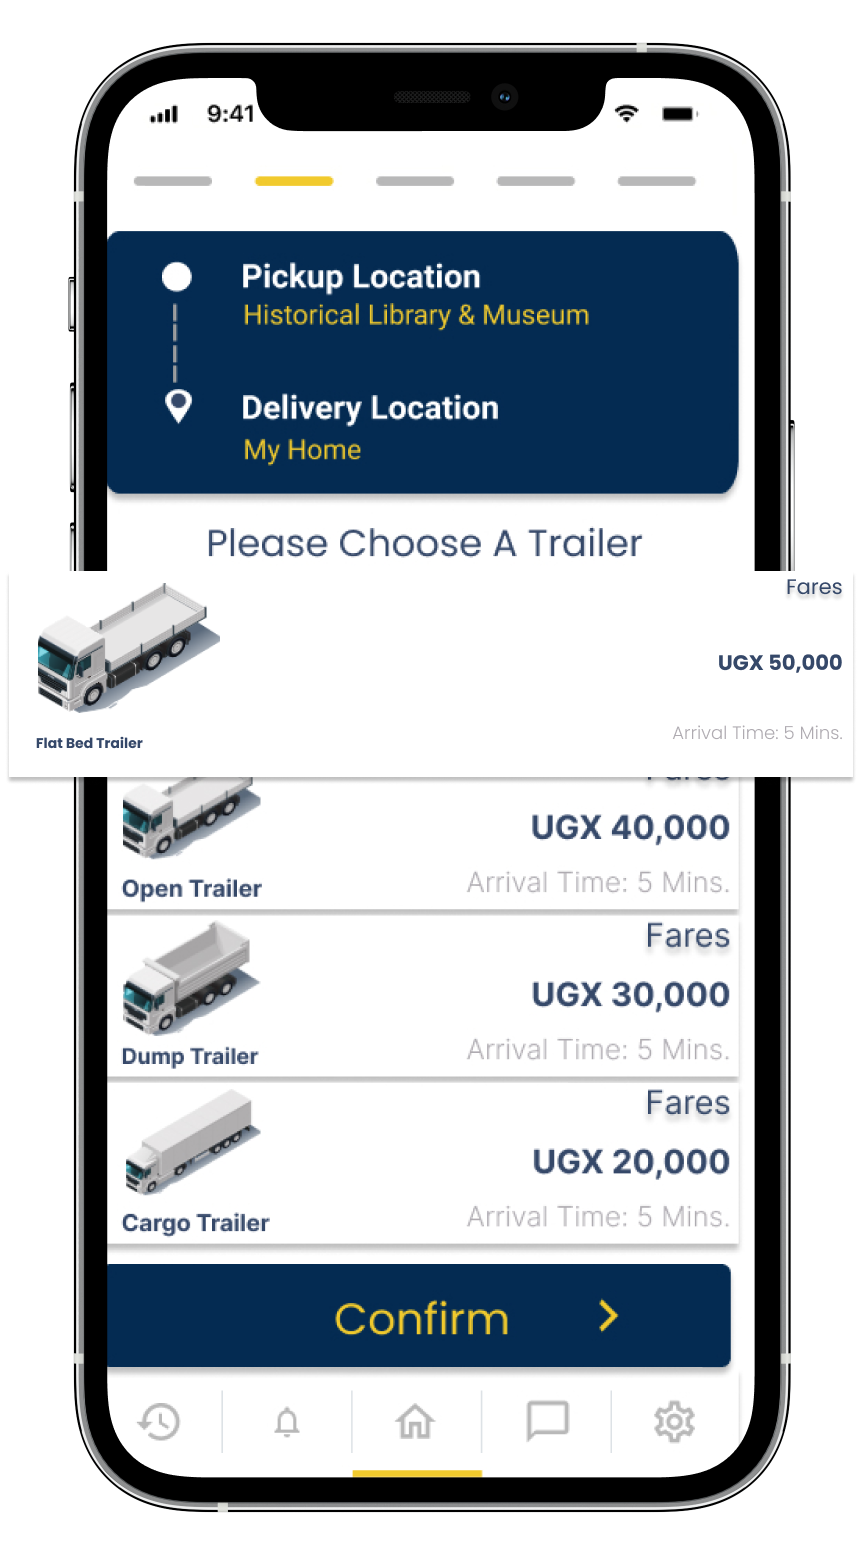 9:41
Pickup Location
Historical Library & Museum
Delivery Location
My Home
Please Choose A Trailer
Fares
UGX 50,000
Arrival Time: 5 Mins.
Flat Bed Trailer
Fares
UGX 40,000
Arrival Time: 5 Mins.
Open Trailer
Fares
UGX 30,000
Arrival Time: 5 Mins.
Dump Trailer
Fares
UGX 20,000
Arrival Time: 5 Mins.
Cargo Trailer
Confirm